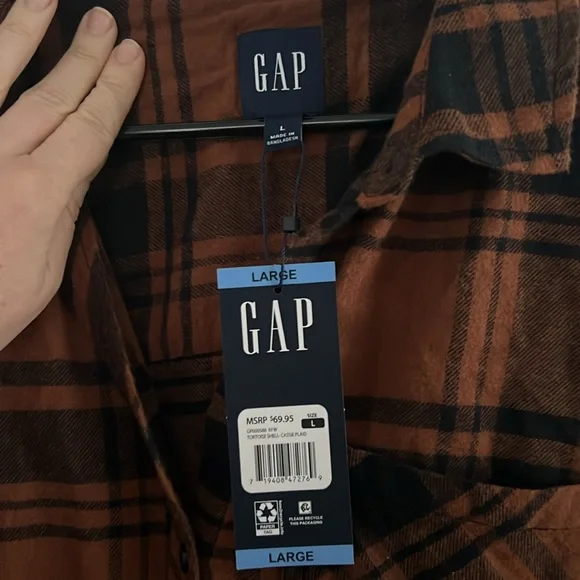 GAP
L
MADE IN
BANGLADESH
LARGE
GAP
MSRP $69.95
SIZE
L
TORTOISE SHELL CASSIE PLAID
7 19408 47276 9
PAPER
TAG
PLEASE RECYCLE
THIS PACKAGING
LARGE